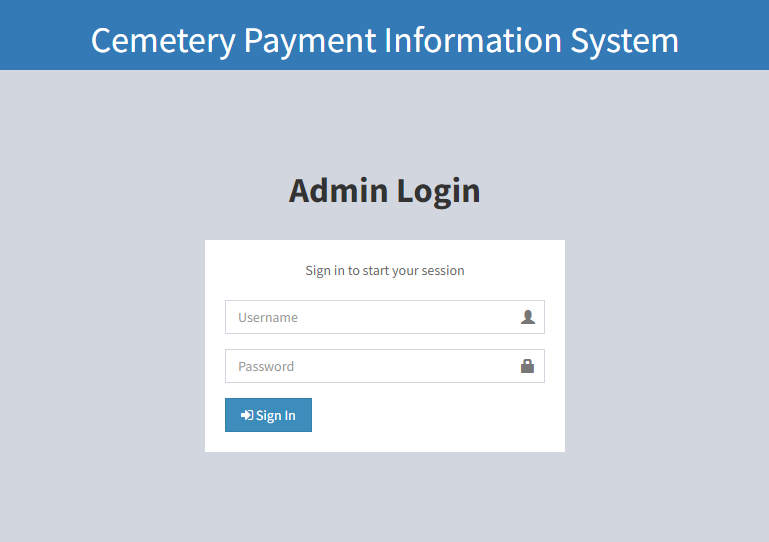 Cemetery Payment Information System
Admin Login
Sign in to start your session
Username
Password
Sign In